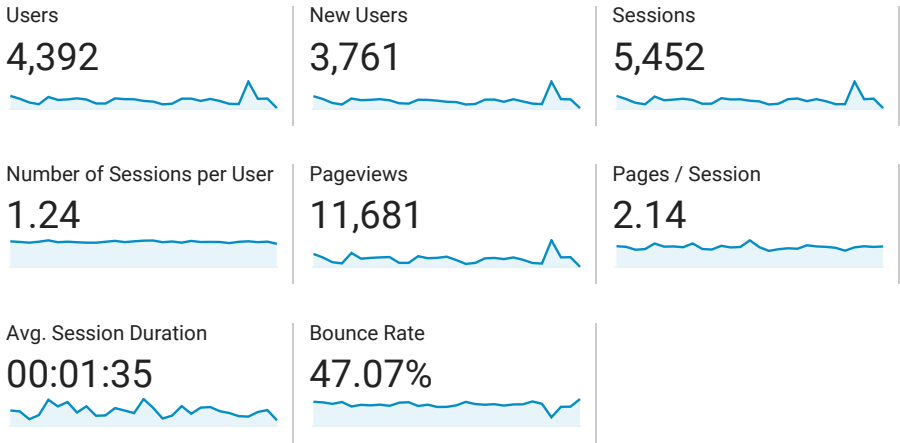 Users
4,392
New Users
3,761
Sessions
5,452
Number of Sessions per User
1.24
Pageviews
11,681
Pages / Session
2.14
Avg. Session Duration
00:01:35
Bounce Rate
47.07%